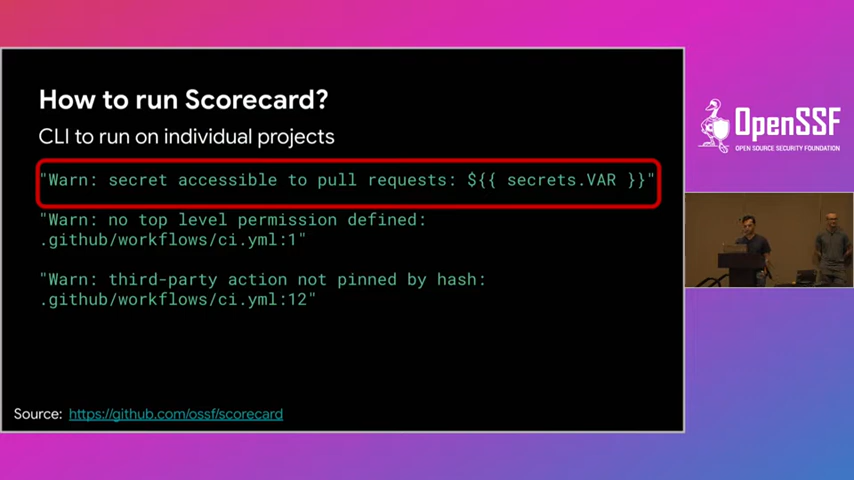 How to run Scorecard?
CLI to run on individual projects
"Warn: secret accessible to pull requests: ${{ secrets.VAR }}"
"Warn: no top level permission defined:
.github/workflows/ci.yml:1"
"Warn: third-party action not pinned by hash:
.github/workflows/ci.yml:12"
Source: https://github.com/ossf/scorecard
OpenSSF
OPEN SOURCE SECURITY FOUNDATION